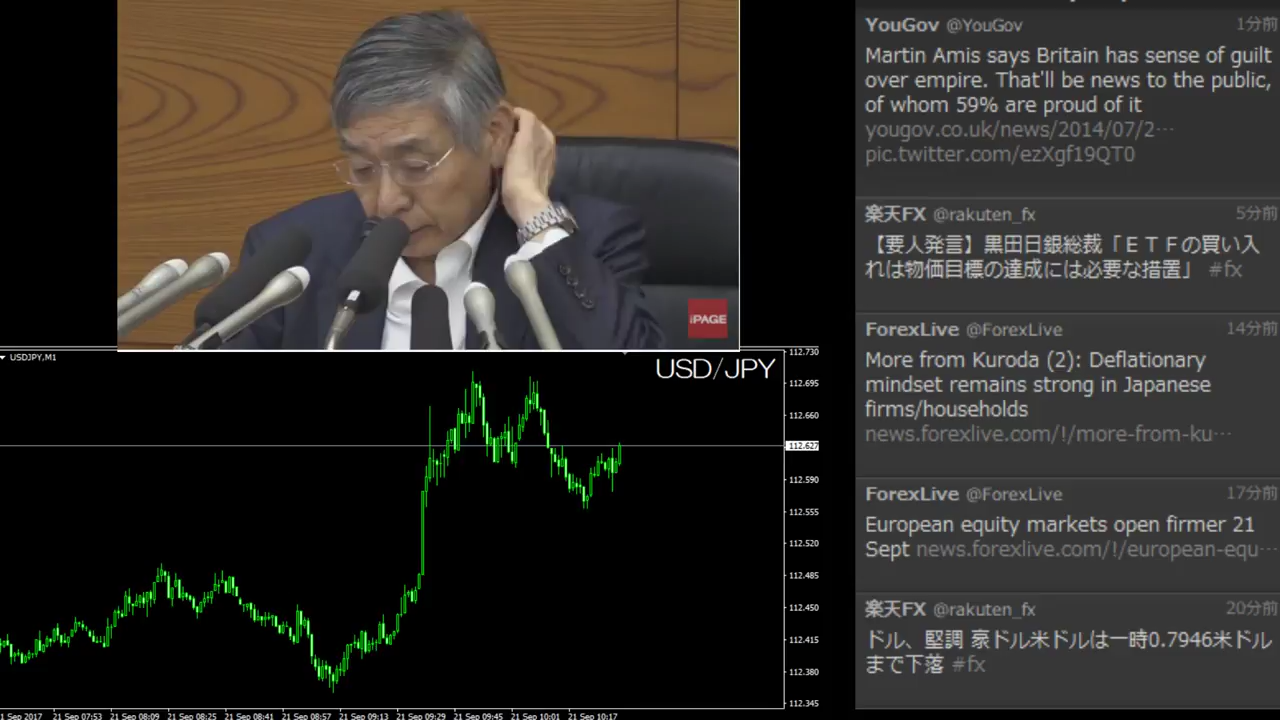 iPAGE
USDJPY,M1
USD/JPY
112.730
112.695
112.660
112.627
112.590
112.555
112.520
112.485
112.450
112.415
112.380
112.345
1 Sep 2017
21 Sep 07:53
21 Sep 08:09
21 Sep 08:25
21 Sep 08:41
21 Sep 08:57
21 Sep 09:13
21 Sep 09:29
21 Sep 09:45
21 Sep 10:01
21 Sep 10:17
YouGov @YouGov 1分前
Martin Amis says Britain has sense of guilt
over empire. That'll be news to the public,
of whom 59% are proud of it
yougov.co.uk/news/2014/07/2…
pic.twitter.com/ezXgf19QT0
楽天FX @rakuten_fx 5分前
【要人発言】黒田日銀総裁「ＥＴＦの買い入
れは物価目標の達成には必要な措置」 #fx
ForexLive @ForexLive 14分前
More from Kuroda (2): Deflationary
mindset remains strong in Japanese
firms/households
news.forexlive.com/!/more-from-ku…
ForexLive @ForexLive 17分前
European equity markets open firmer 21
Sept news.forexlive.com/!/european-equ…
楽天FX @rakuten_fx 20分前
ドル、堅調 豪ドル米ドルは一時0.7946米ドル
まで下落 #fx